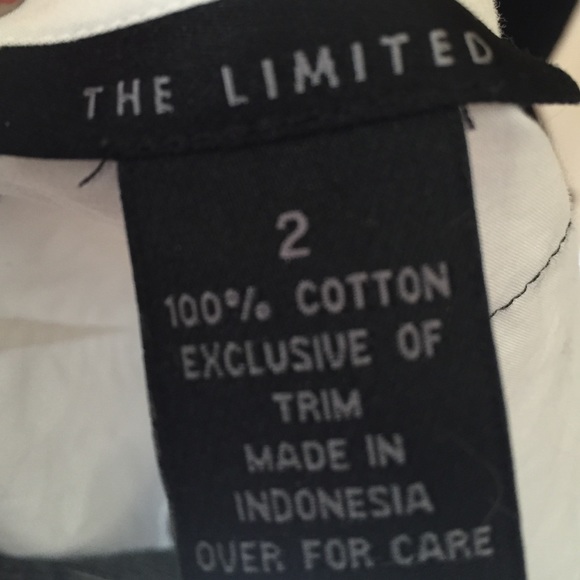 THE LIMITED
2
100% COTTON
EXCLUSIVE OF
TRIM
MADE IN
INDONESIA
OVER FOR CARE